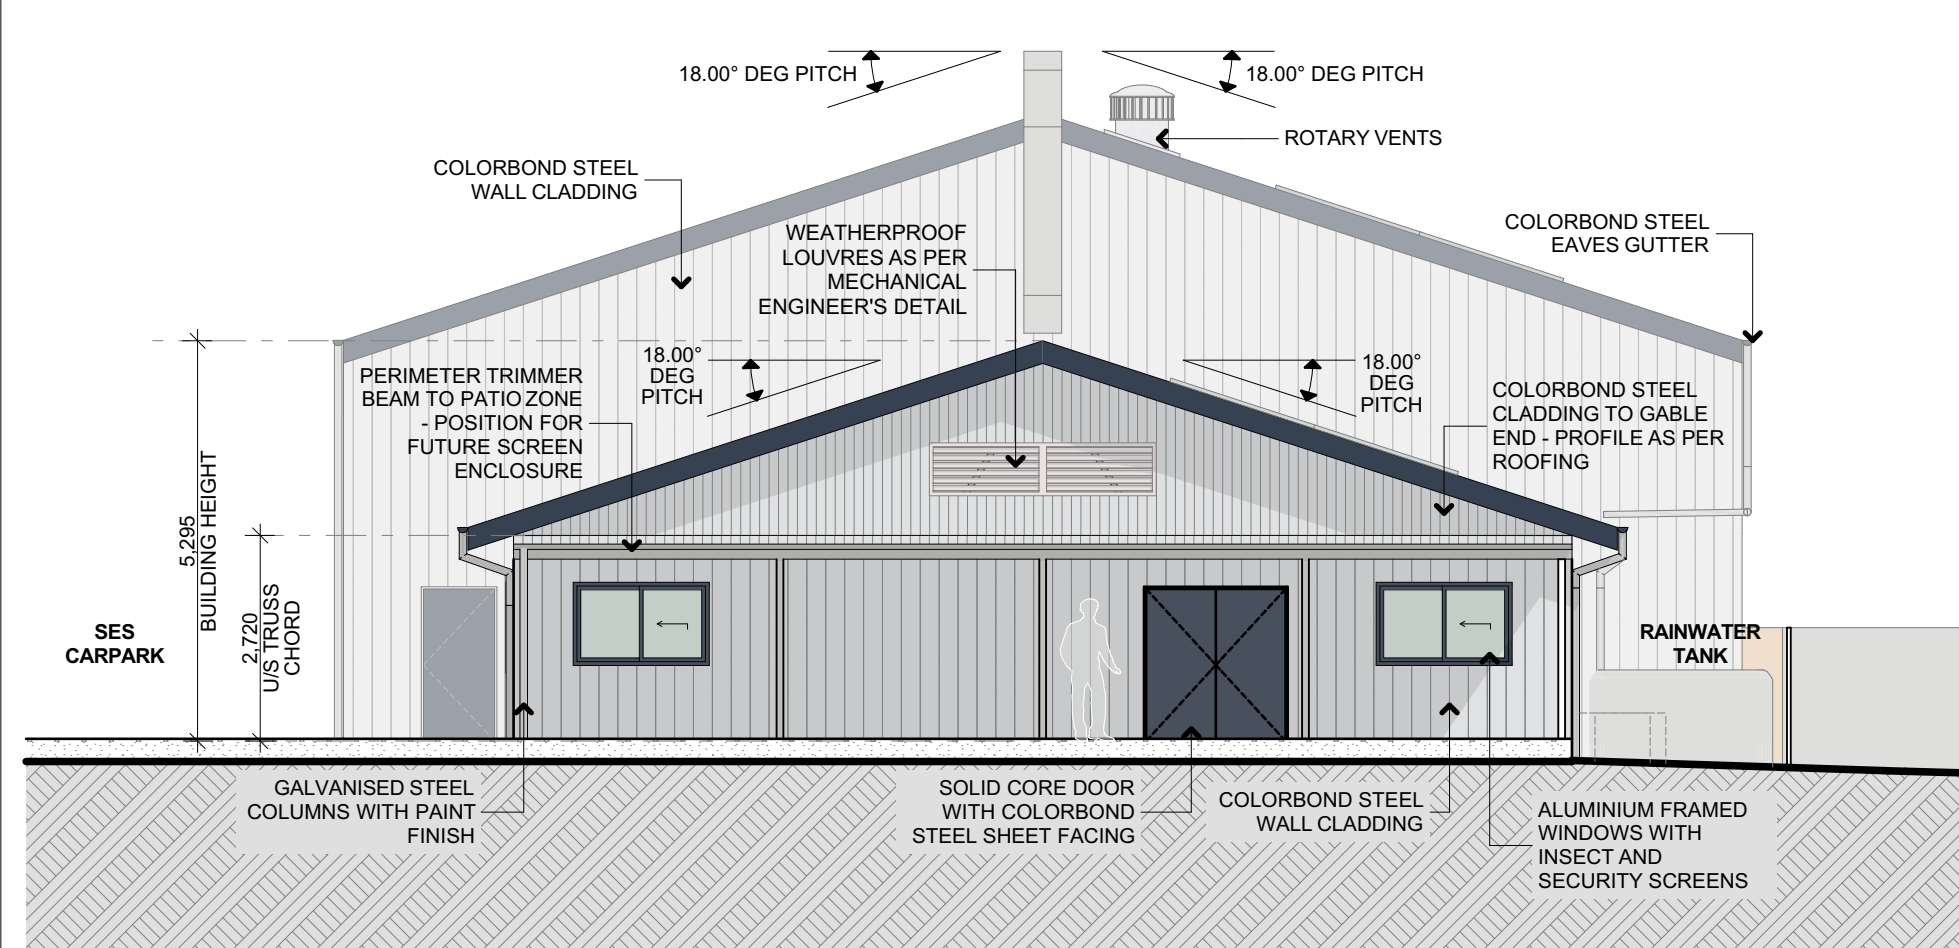 18.00° DEG PITCH
18.00° DEG PITCH
ROTARY VENTS
COLORBOND STEEL
WALL CLADDING
WEATHERPROOF
LOUVRES AS PER
MECHANICAL
ENGINEER'S DETAIL
COLORBOND STEEL
EAVES GUTTER
18.00°
DEG
PITCH
18.00°
DEG
PITCH
PERIMETER TRIMMER
BEAM TO PATIO ZONE
- POSITION FOR
FUTURE SCREEN
ENCLOSURE
COLORBOND STEEL
CLADDING TO GABLE
END - PROFILE AS PER
ROOFING
5,295
BUILDING HEIGHT
2,720
U/S TRUSS
CHORD
SES
CARPARK
RAINWATER
TANK
GALVANISED STEEL
COLUMNS WITH PAINT
FINISH
SOLID CORE DOOR
WITH COLORBOND
STEEL SHEET FACING
COLORBOND STEEL
WALL CLADDING
ALUMINIUM FRAMED
WINDOWS WITH
INSECT AND
SECURITY SCREENS